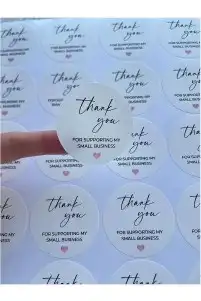 thank
you
FOR SUPPORTING MY
SMALL BUSINESS